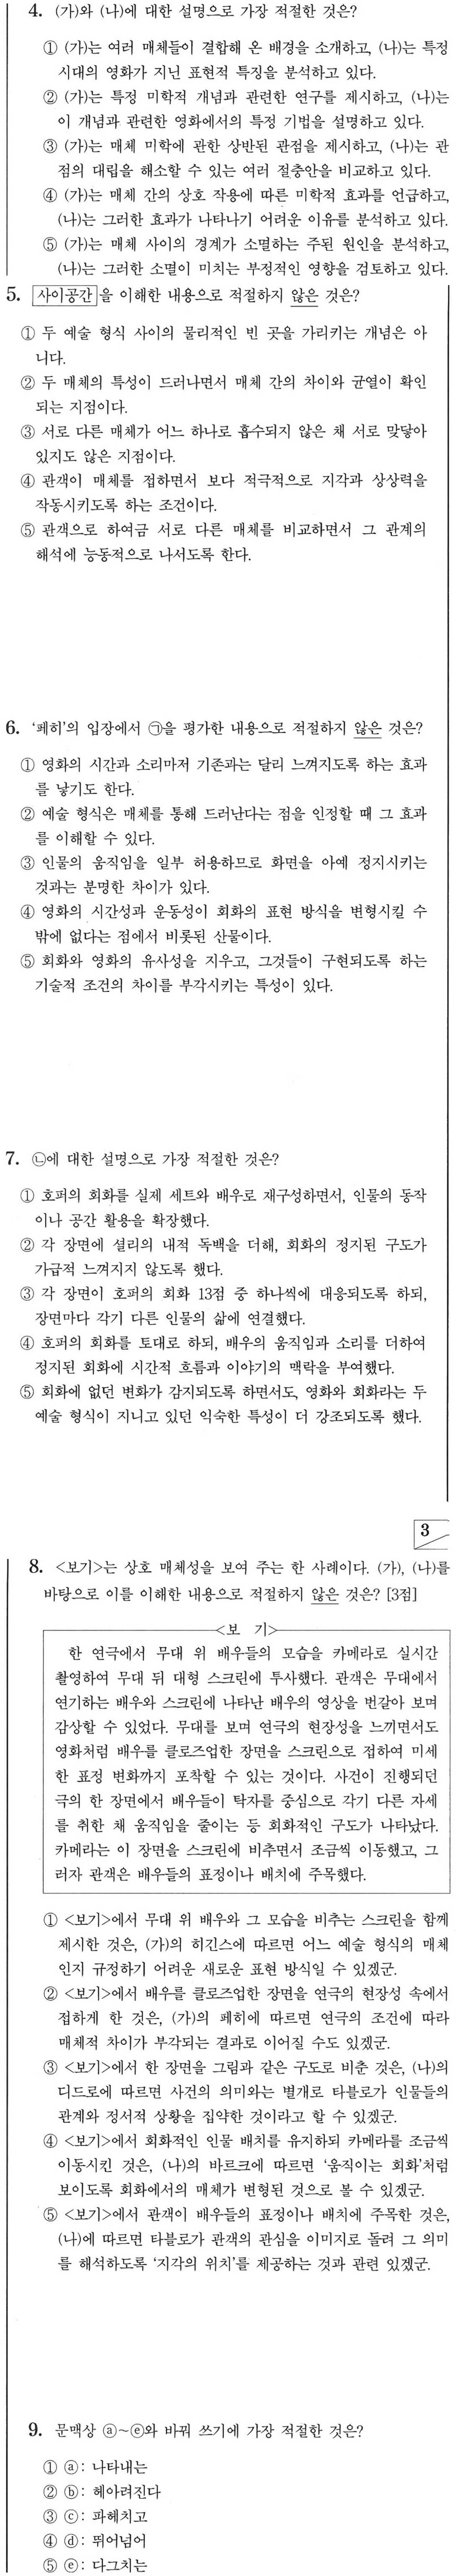 4. (가)와 (나)에 대한 설명으로 가장 적절한 것은?
① (가)는 여러 매체들이 결합해 온 배경을 소개하고, (나)는 특정
시대의 영화가 지닌 표현적 특징을 분석하고 있다.
② (가)는 특정 미학적 개념과 관련한 연구를 제시하고, (나)는
이 개념과 관련한 영화에서의 특정 기법을 설명하고 있다.
③ (가)는 매체 미학에 관한 상반된 관점을 제시하고, (나)는 관
점의 대립을 해소할 수 있는 여러 절충안을 비교하고 있다.
④ (가)는 매체 간의 상호 작용에 따른 미학적 효과를 언급하고,
(나)는 그러한 효과가 나타나기 어려운 이유를 분석하고 있다.
⑤ (가)는 매체 사이의 경계가 소멸하는 주된 원인을 분석하고,
(나)는 그러한 소멸이 미치는 부정적인 영향을 검토하고 있다.
5. 사이공간을 이해한 내용으로 적절하지 않은 것은?
① 두 예술 형식 사이의 물리적인 빈 곳을 가리키는 개념은 아
니다.
② 두 매체의 특성이 드러나면서 매체 간의 차이와 균열이 확인
되는 지점이다.
③ 서로 다른 매체가 어느 하나로 흡수되지 않은 채 서로 맞닿아
있지도 않은 지점이다.
④ 관객이 매체를 접하면서 보다 적극적으로 지각과 상상력을
작동시키도록 하는 조건이다.
⑤ 관객으로 하여금 서로 다른 매체를 비교하면서 그 관계의
해석에 능동적으로 나서도록 한다.
6. ‘페히’의 입장에서 ㉠을 평가한 내용으로 적절하지 않은 것은?
① 영화의 시간과 소리마저 기존과는 달리 느껴지도록 하는 효과
를 낳기도 한다.
② 예술 형식은 매체를 통해 드러난다는 점을 인정할 때 그 효과
를 이해할 수 있다.
③ 인물의 움직임을 일부 허용하므로 화면을 아예 정지시키는
것과는 분명한 차이가 있다.
④ 영화의 시간성과 운동성이 회화의 표현 방식을 변형시킬 수
밖에 없다는 점에서 비롯된 산물이다.
⑤ 회화와 영화의 유사성을 지우고, 그것들이 구현되도록 하는
기술적 조건의 차이를 부각시키는 특성이 있다.
7. ㉡에 대한 설명으로 가장 적절한 것은?
① 호퍼의 회화를 실제 세트와 배우로 재구성하면서, 인물의 동작
이나 공간 활용을 확장했다.
② 각 장면에 셜리의 내적 독백을 더해, 회화의 정지된 구도가
가급적 느껴지지 않도록 했다.
③ 각 장면이 호퍼의 회화 13점 중 하나씩에 대응되도록 하되,
장면마다 각기 다른 인물의 삶에 연결했다.
④ 호퍼의 회화를 토대로 하되, 배우의 움직임과 소리를 더하여
정지된 회화에 시간적 흐름과 이야기의 맥락을 부여했다.
⑤ 회화에 없던 변화가 감지되도록 하면서도, 영화와 회화라는 두
예술 형식이 지니고 있던 익숙한 특성이 더 강조되도록 했다.
3
8. <보기>는 상호 매체성을 보여 주는 한 사례이다. (가), (나)를
바탕으로 이를 이해한 내용으로 적절하지 않은 것은? [3점]
<보 기>
한 연극에서 무대 위 배우들의 모습을 카메라로 실시간
촬영하여 무대 뒤 대형 스크린에 투사했다. 관객은 무대에서
연기하는 배우와 스크린에 나타난 배우의 영상을 번갈아 보며
감상할 수 있었다. 무대를 보며 연극의 현장성을 느끼면서도
영화처럼 배우를 클로즈업한 장면을 스크린으로 접하여 미세
한 표정 변화까지 포착할 수 있는 것이다. 사건이 진행되던
극의 한 장면에서 배우들이 탁자를 중심으로 각기 다른 자세
를 취한 채 움직임을 줄이는 등 회화적인 구도가 나타났다.
카메라는 이 장면을 스크린에 비추면서 조금씩 이동했고, 그
러자 관객은 배우들의 표정이나 배치에 주목했다.
① <보기>에서 무대 위 배우와 그 모습을 비추는 스크린을 함께
제시한 것은, (가)의 히긴스에 따르면 어느 예술 형식의 매체
인지 규정하기 어려운 새로운 표현 방식일 수 있겠군.
② <보기>에서 배우를 클로즈업한 장면을 연극의 현장성 속에서
접하게 한 것은, (가)의 페히에 따르면 연극의 조건에 따라
매체적 차이가 부각되는 결과로 이어질 수도 있겠군.
③ <보기>에서 한 장면을 그림과 같은 구도로 비춘 것은, (나)의
디드로에 따르면 사건의 의미와는 별개로 타블로가 인물들의
관계와 정서적 상황을 집약한 것이라고 할 수 있겠군.
④ <보기>에서 회화적인 인물 배치를 유지하되 카메라를 조금씩
이동시킨 것은, (나)의 바르크에 따르면 ‘움직이는 회화’처럼
보이도록 회화에서의 매체가 변형된 것으로 볼 수 있겠군.
⑤ <보기>에서 관객이 배우들의 표정이나 배치에 주목한 것은,
(나)에 따르면 타블로가 관객의 관심을 이미지로 돌려 그 의미
를 해석하도록 ‘지각의 위치’를 제공하는 것과 관련 있겠군.
9. 문맥상 ⓐ~ⓔ와 바꿔 쓰기에 가장 적절한 것은?
① ⓐ: 나타내는
② ⓑ: 헤아려진다
③ ⓒ: 파헤치고
④ ⓓ: 뛰어넘어
⑤ ⓔ: 다그치는